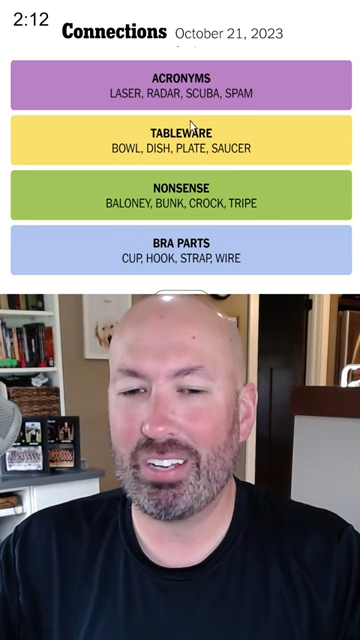 2:12
Connections October 21, 2023
ACRONYMS
LASER, RADAR, SCUBA, SPAM
TABLEWARE
BOWL, DISH, PLATE, SAUCER
NONSENSE
BALONEY, BUNK, CROCK, TRIPE
BRA PARTS
CUP, HOOK, STRAP, WIRE